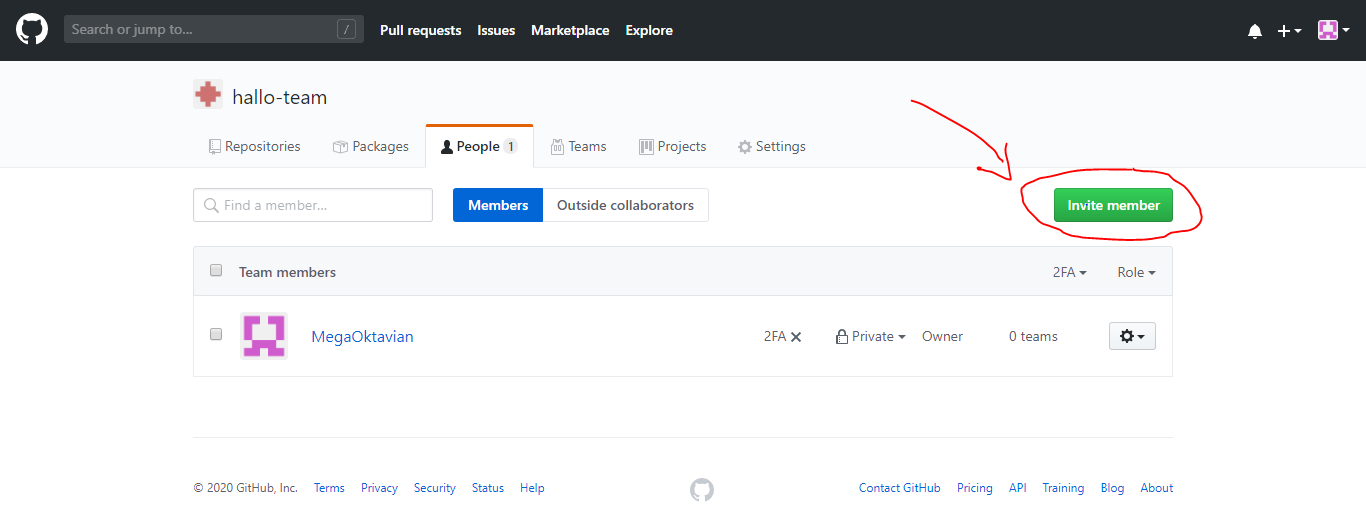 Search or jump to... / Pull requests Issues Marketplace Explore
hallo-team
Repositories Packages People 1 Teams Projects Settings
Find a member... Members Outside collaborators Invite member
Team members 2FA Role
MegaOktavian 2FA Private Owner 0 teams
© 2020 GitHub, Inc. Terms Privacy Security Status Help Contact GitHub Pricing API Training Blog About